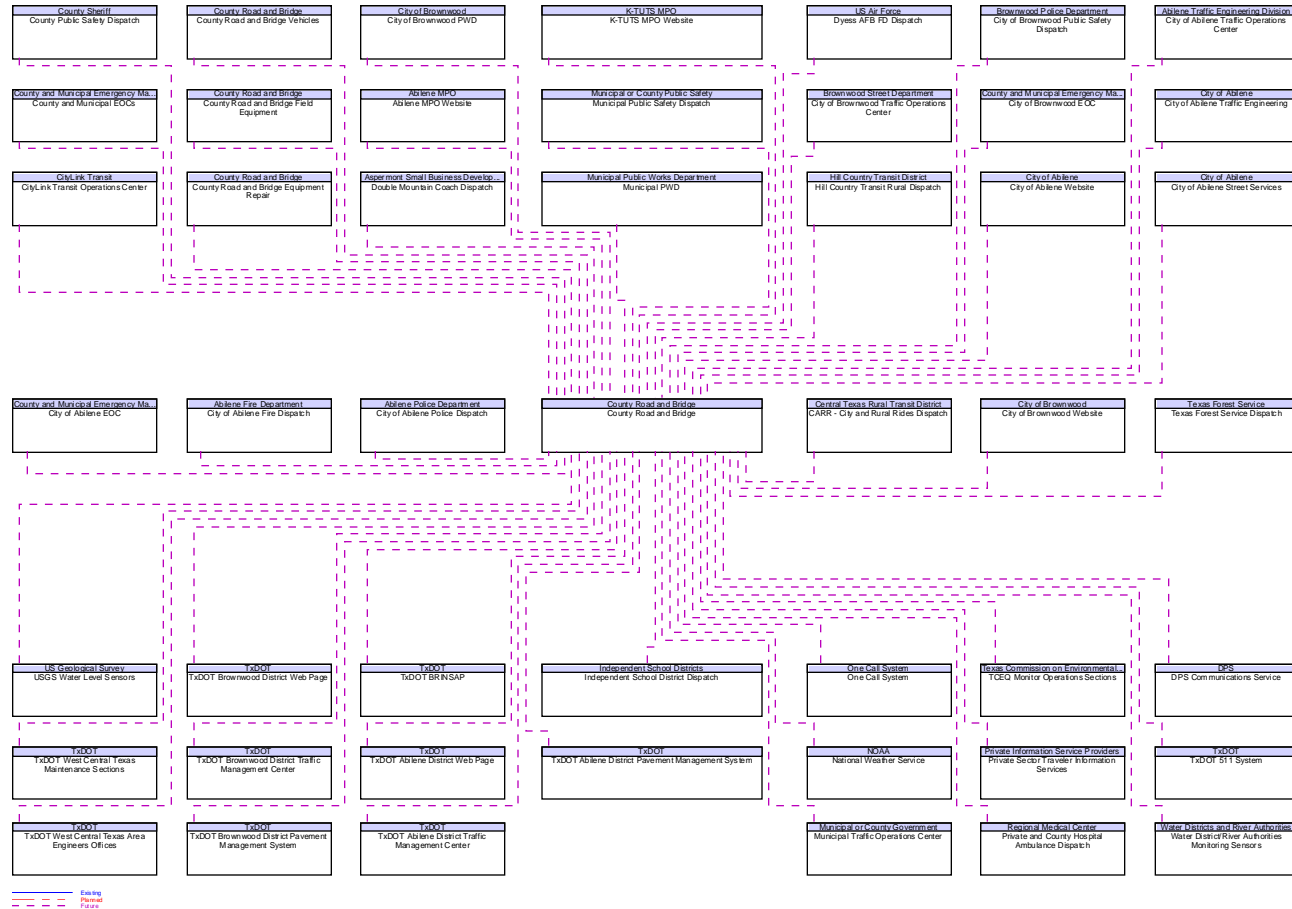 County Sheriff
County Public Safety Dispatch
County Road and Bridge
County Road and Bridge Vehicles
City of Brownwood
City of Brownwood PWD
K-TUTS MPO
K-TUTS MPO Website
US Air Force
Dyess AFB FD Dispatch
Brownwood Police Department
City of Brownwood Public Safety
Dispatch
Abilene Traffic Engineering Division
City of Abilene Traffic Operations
Center
County and Municipal Emergency Ma...
County and Municipal EOCs
County Road and Bridge
County Road and Bridge Field
Equipment
Abilene MPO
Abilene MPO Website
Municipal or County Public Safety
Municipal Public Safety Dispatch
Brownwood Street Department
City of Brownwood Traffic Operations
Center
County and Municipal Emergency Ma...
City of Brownwood EOC
City of Abilene
City of Abilene Traffic Engineering
CityLink Transit
CityLink Transit Operations Center
County Road and Bridge
County Road and Bridge Equipment
Repair
Aspermont Small Business Develop...
Double Mountain Coach Dispatch
Municipal Public Works Department
Municipal PWD
Hill Country Transit District
Hill Country Transit Rural Dispatch
City of Abilene
City of Abilene Website
City of Abilene
City of Abilene Street Services
County and Municipal Emergency Ma...
City of Abilene EOC
Abilene Fire Department
City of Abilene Fire Dispatch
Abilene Police Department
City of Abilene Police Dispatch
County Road and Bridge
County Road and Bridge
Central Texas Rural Transit District
CARR - City and Rural Rides Dispatch
City of Brownwood
City of Brownwood Website
Texas Forest Service
Texas Forest Service Dispatch
US Geological Survey
USGS Water Level Sensors
TxDOT
TxDOT Brownwood District Web Page
TxDOT
TxDOT BRINSAP
Independent School Districts
Independent School District Dispatch
One Call System
One Call System
Texas Commission on Environmental...
TCEQ Monitor Operations Sections
DPS
DPS Communications Service
TxDOT
TxDOT West Central Texas
Maintenance Sections
TxDOT
TxDOT Brownwood District Traffic
Management Center
TxDOT
TxDOT Abilene District Web Page
TxDOT
TxDOT Abilene District Pavement Management System
NOAA
National Weather Service
Private Information Service Providers
Private Sector Traveler Information
Services
TxDOT
TxDOT 511 System
TxDOT
TxDOT West Central Texas Area
Engineers Offices
TxDOT
TxDOT Brownwood District Pavement
Management System
TxDOT
TxDOT Abilene District Traffic
Management Center
Municipal or County Government
Municipal Traffic Operations Center
Regional Medical Center
Private and County Hospital
Ambulance Dispatch
Water Districts and River Authorities
Water District/River Authorities
Monitoring Sensors
Existing
Planned
Future